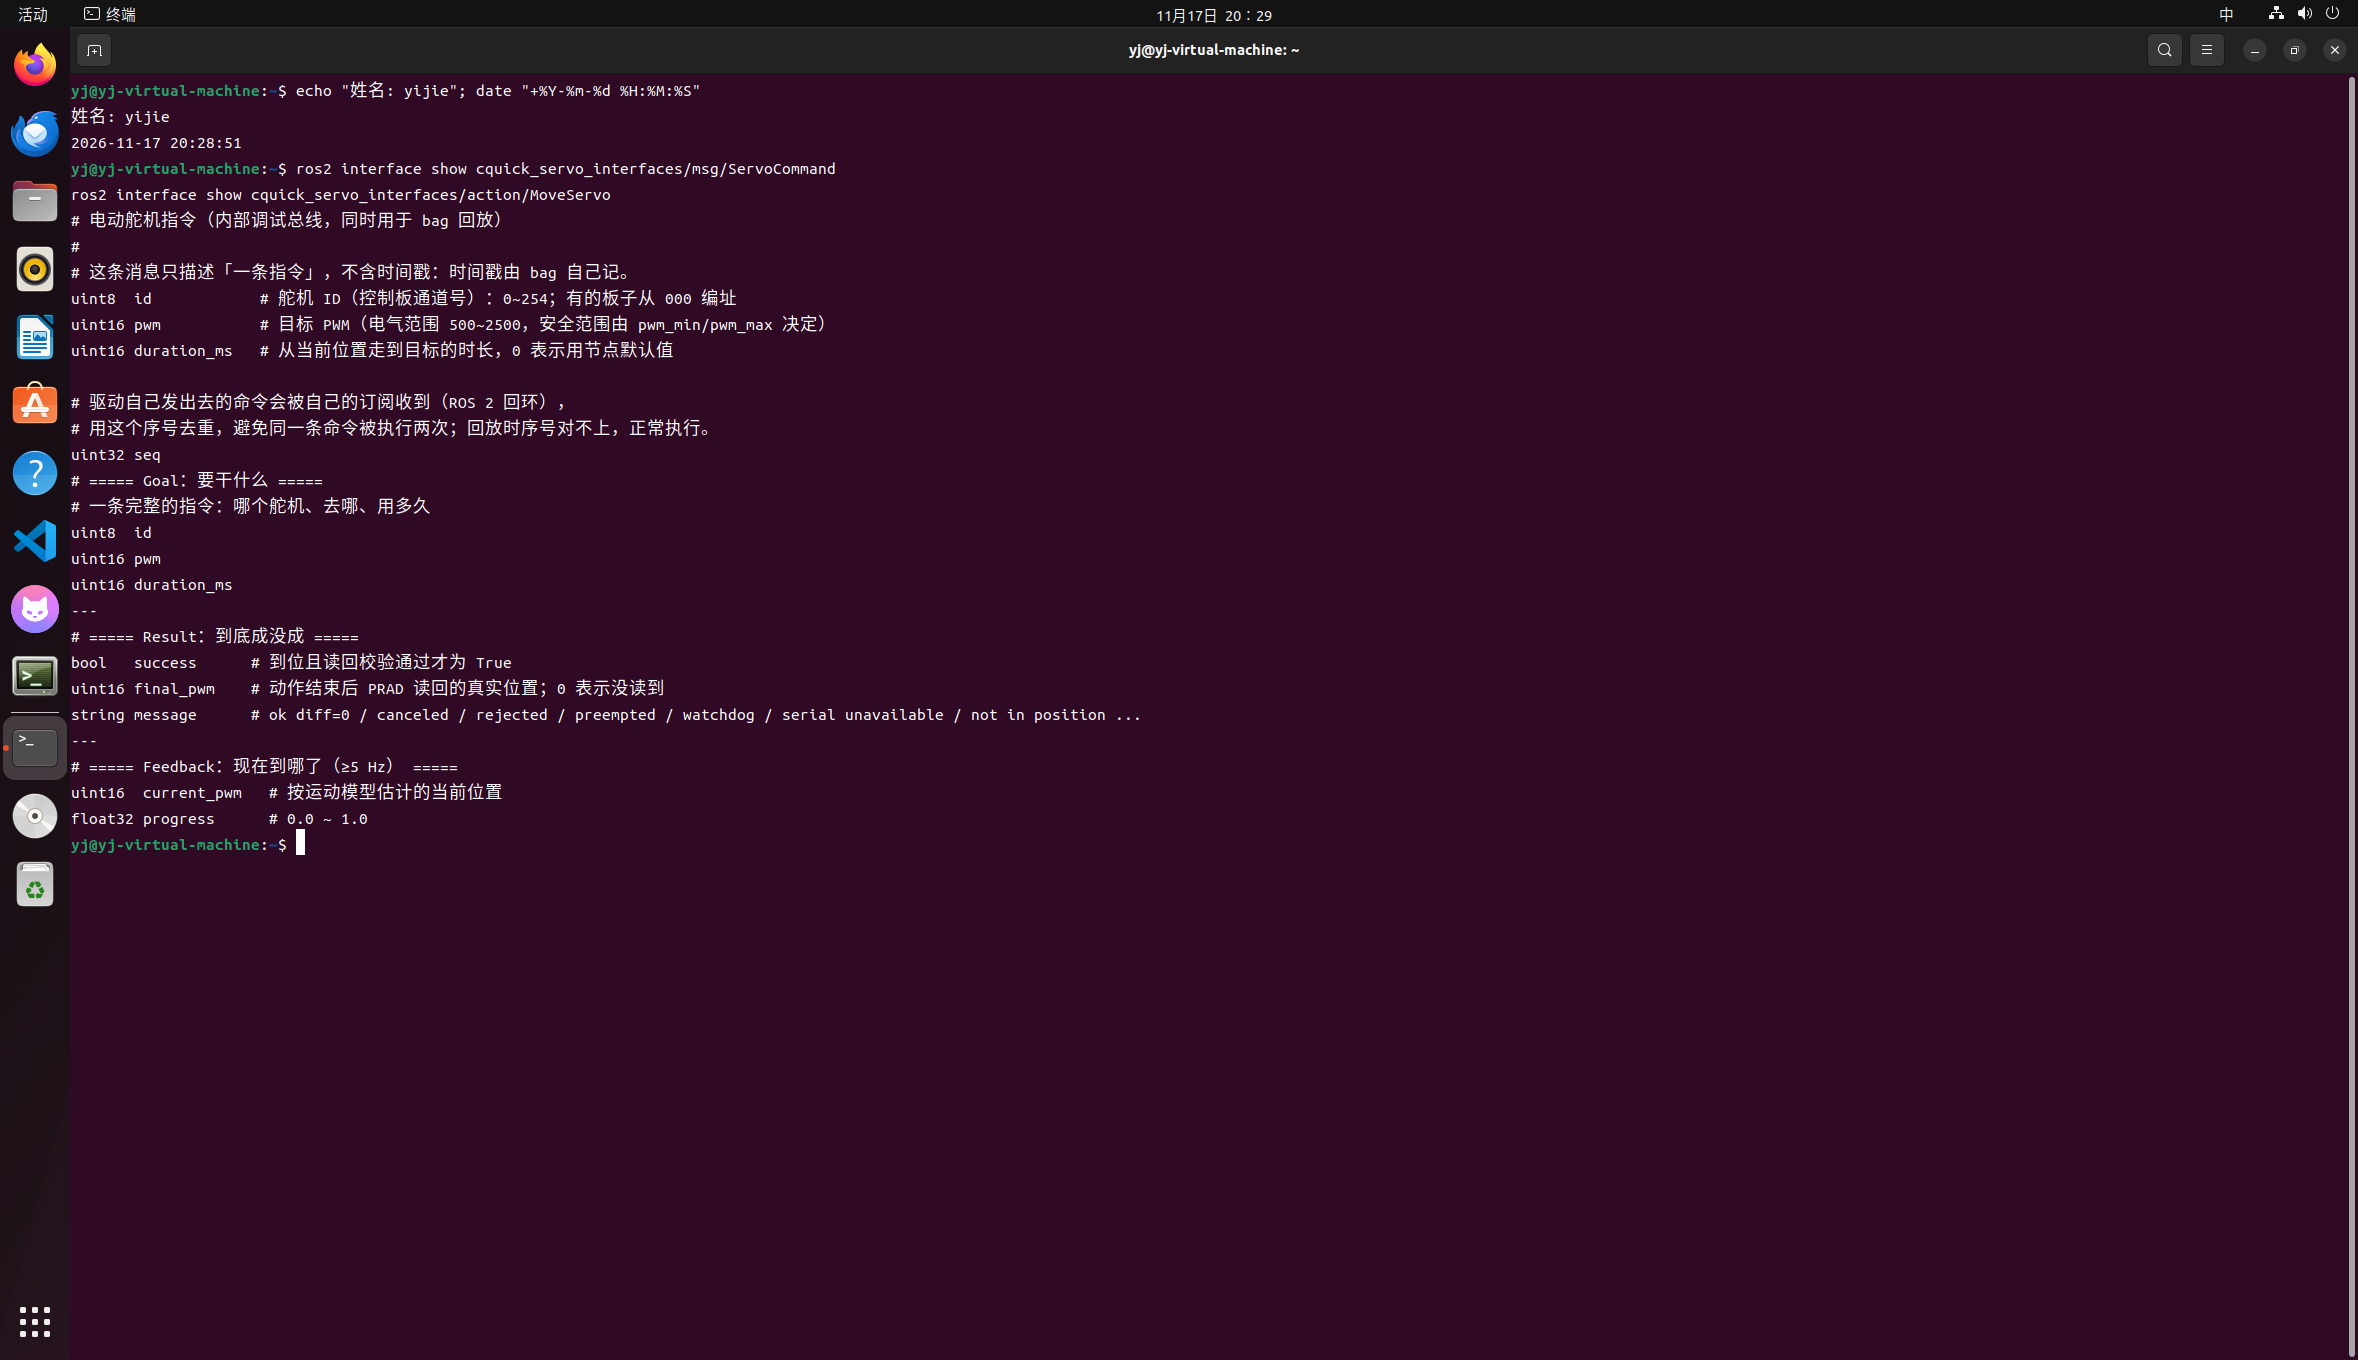 活动
终端
11月17日 20：29
中
yj@yj-virtual-machine: ~
yj@yj-virtual-machine:~$ echo "姓名: yijie"; date "+%Y-%m-%d %H:%M:%S"
姓名: yijie
2026-11-17 20:28:51
yj@yj-virtual-machine:~$ ros2 interface show cquick_servo_interfaces/msg/ServoCommand
ros2 interface show cquick_servo_interfaces/action/MoveServo
# 电动舵机指令（内部调试总线，同时用于 bag 回放）
#
# 这条消息只描述「一条指令」，不含时间戳：时间戳由 bag 自己记。
uint8  id            # 舵机 ID（控制板通道号）：0~254；有的板子从 000 编址
uint16 pwm           # 目标 PWM（电气范围 500~2500，安全范围由 pwm_min/pwm_max 决定）
uint16 duration_ms   # 从当前位置走到目标的时长，0 表示用节点默认值
# 驱动自己发出去的命令会被自己的订阅收到（ROS 2 回环），
# 用这个序号去重，避免同一条命令被执行两次；回放时序号对不上，正常执行。
uint32 seq
# ===== Goal：要干什么 =====
# 一条完整的指令：哪个舵机、去哪、用多久
uint8  id
uint16 pwm
uint16 duration_ms
---
# ===== Result：到底成没成 =====
bool   success      # 到位且读回校验通过才为 True
uint16 final_pwm    # 动作结束后 PRAD 读回的真实位置；0 表示没读到
string message      # ok diff=0 / canceled / rejected / preempted / watchdog / serial unavailable / not in position ...
---
# ===== Feedback：现在到哪了（≥5 Hz） =====
uint16  current_pwm   # 按运动模型估计的当前位置
float32 progress      # 0.0 ~ 1.0
yj@yj-virtual-machine:~$